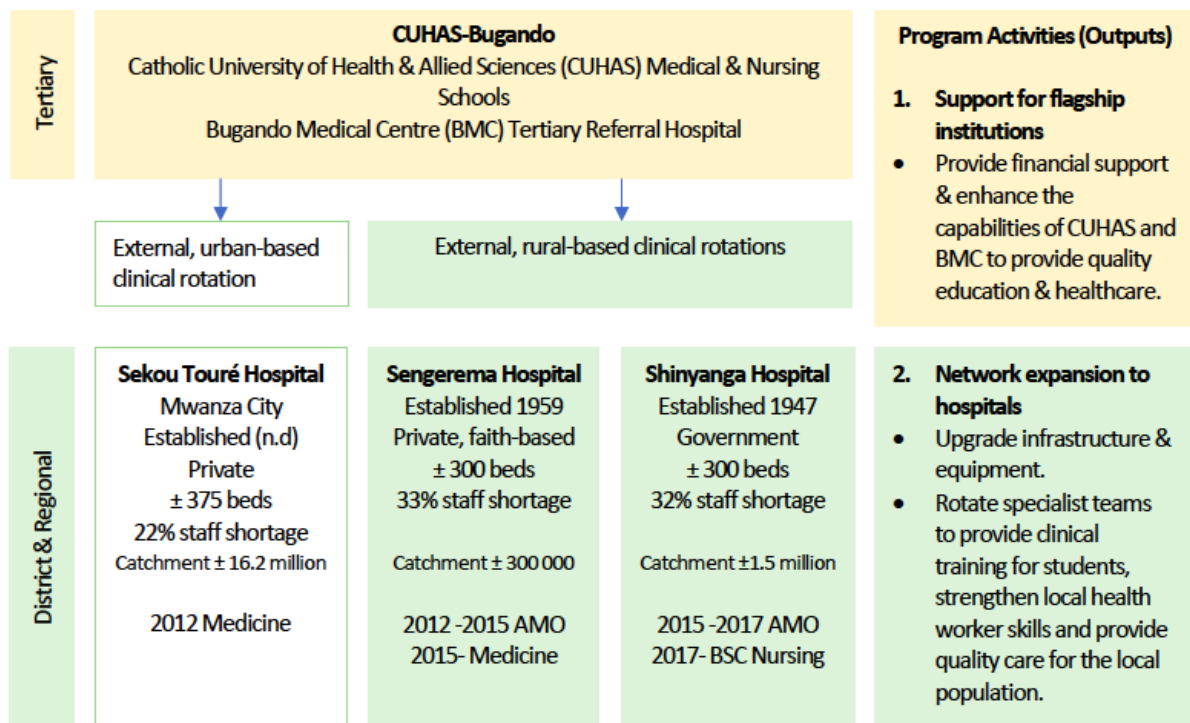 Tertiary
CUHAS-Bugando
Catholic University of Health & Allied Sciences (CUHAS) Medical & Nursing
Schools
Bugando Medical Centre (BMC) Tertiary Referral Hospital
External, urban-based
clinical rotation
External, rural-based clinical rotations
Program Activities (Outputs)
1. Support for flagship
institutions
• Provide financial support
& enhance the
capabilities of CUHAS and
BMC to provide quality
education & healthcare.
District & Regional
Sekou Touré Hospital
Mwanza City
Established (n.d)
Private
± 375 beds
22% staff shortage
Catchment ± 16.2 million
2012 Medicine
Sengerema Hospital
Established 1959
Private, faith-based
± 300 beds
33% staff shortage
Catchment ± 300 000
2012 -2015 AMO
2015- Medicine
Shinyanga Hospital
Established 1947
Government
± 300 beds
32% staff shortage
Catchment ±1.5 million
2015 -2017 AMO
2017- BSC Nursing
2. Network expansion to
hospitals
• Upgrade infrastructure &
equipment.
• Rotate specialist teams
to provide clinical
training for students,
strengthen local health
worker skills and provide
quality care for the local
population.